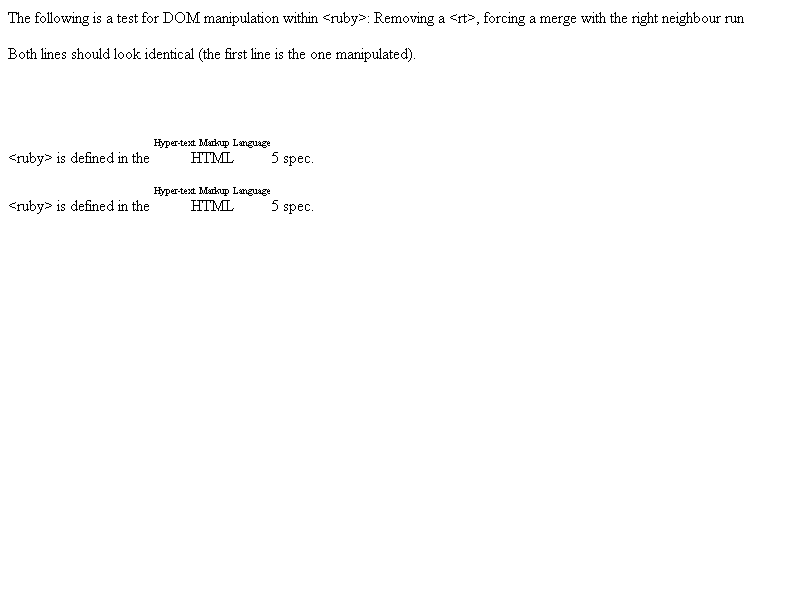 The following is a test for DOM manipulation within <ruby>: Removing a <rt>, forcing a merge with the right neighbour run
Both lines should look identical (the first line is the one manipulated).
Hyper-text Markup Language
<ruby> is defined in the HTML 5 spec.
Hyper-text Markup Language
<ruby> is defined in the HTML 5 spec.